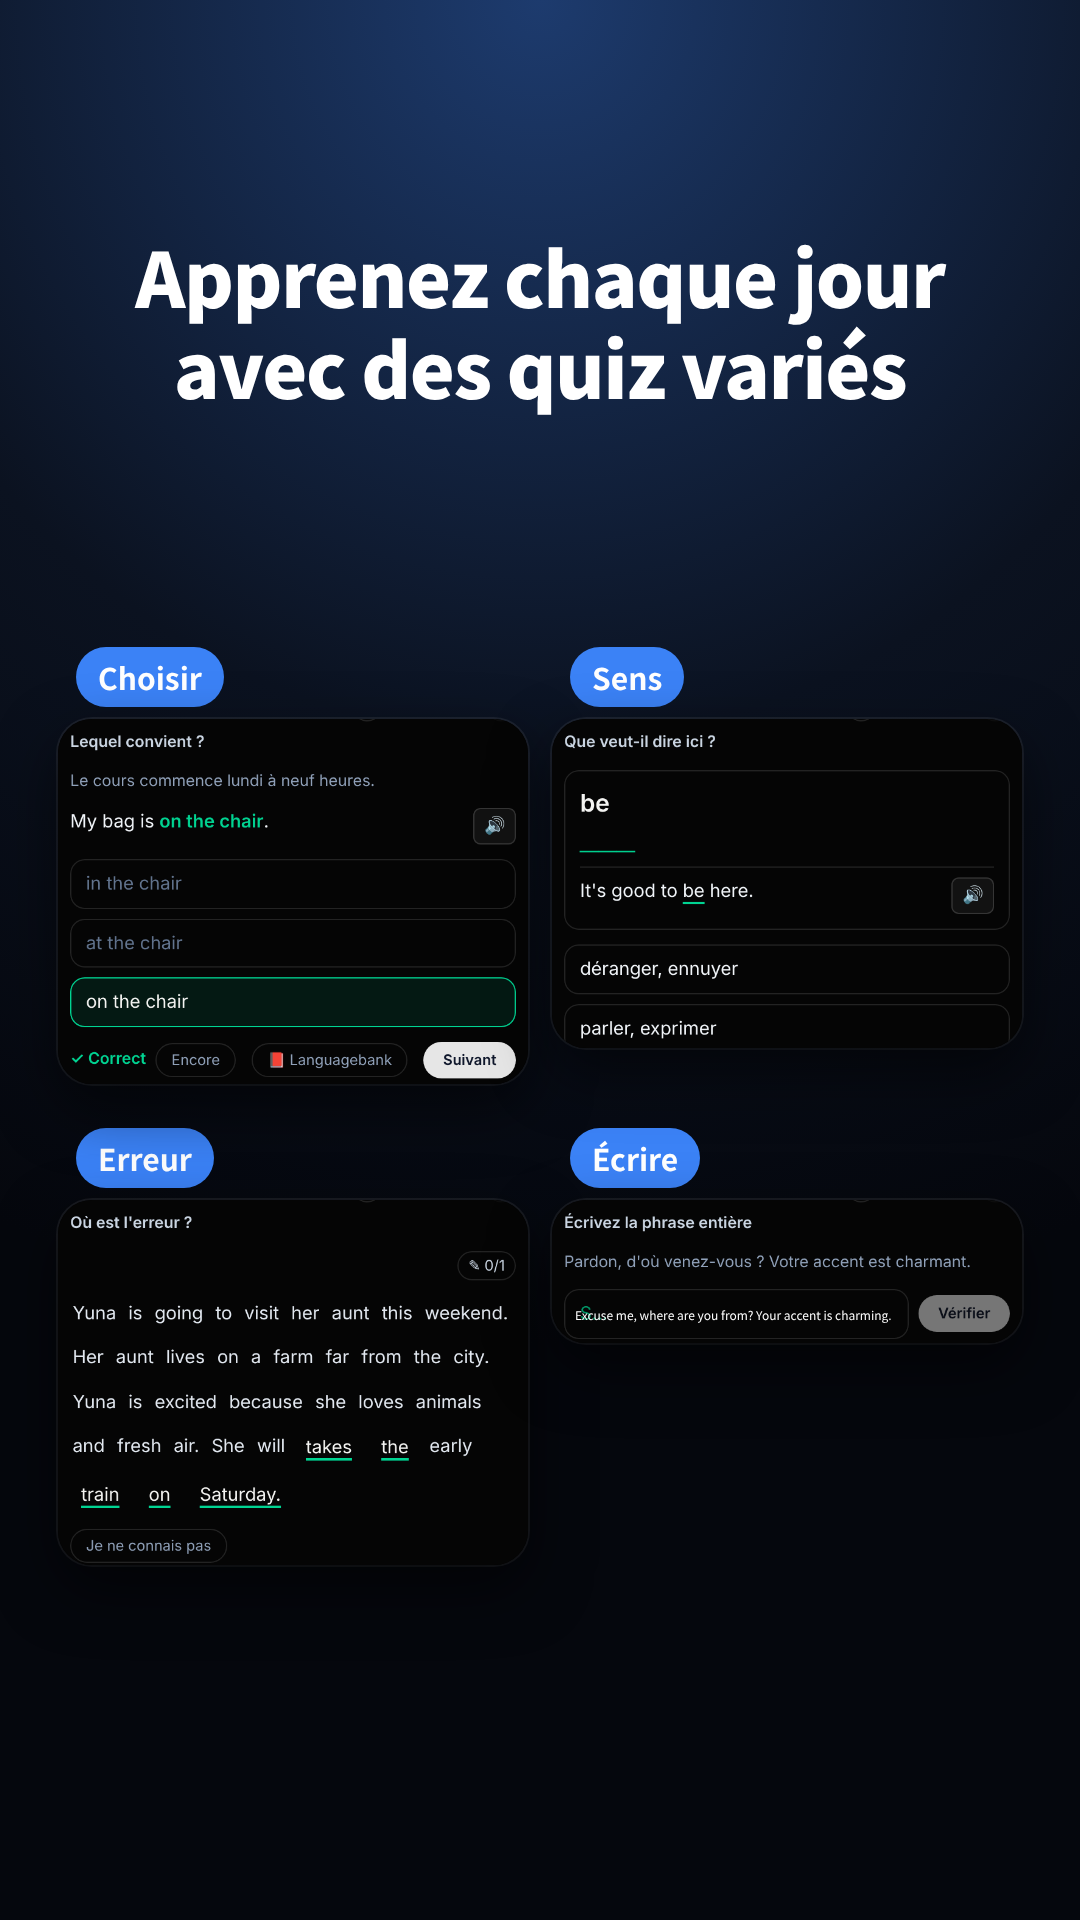 Apprenez chaque jour
avec des quiz variés
Choisir
Lequel convient ?
Le cours commence lundi à neuf heures.
My bag is on the chair.
in the chair
at the chair
on the chair
✓ Correct
Encore
Languagebank
Suivant
Sens
Que veut-il dire ici ?
be
It's good to be here.
déranger, ennuyer
parler, exprimer
Erreur
Où est l'erreur ?
✎ 0/1
Yuna is going to visit her aunt this weekend.
Her aunt lives on a farm far from the city.
Yuna is excited because she loves animals
and fresh air. She will takes the early
train on Saturday.
Je ne connais pas
Écrire
Écrivez la phrase entière
Pardon, d'où venez-vous ? Votre accent est charmant.
Excuse me, where are you from? Your accent is charming.
Vérifier